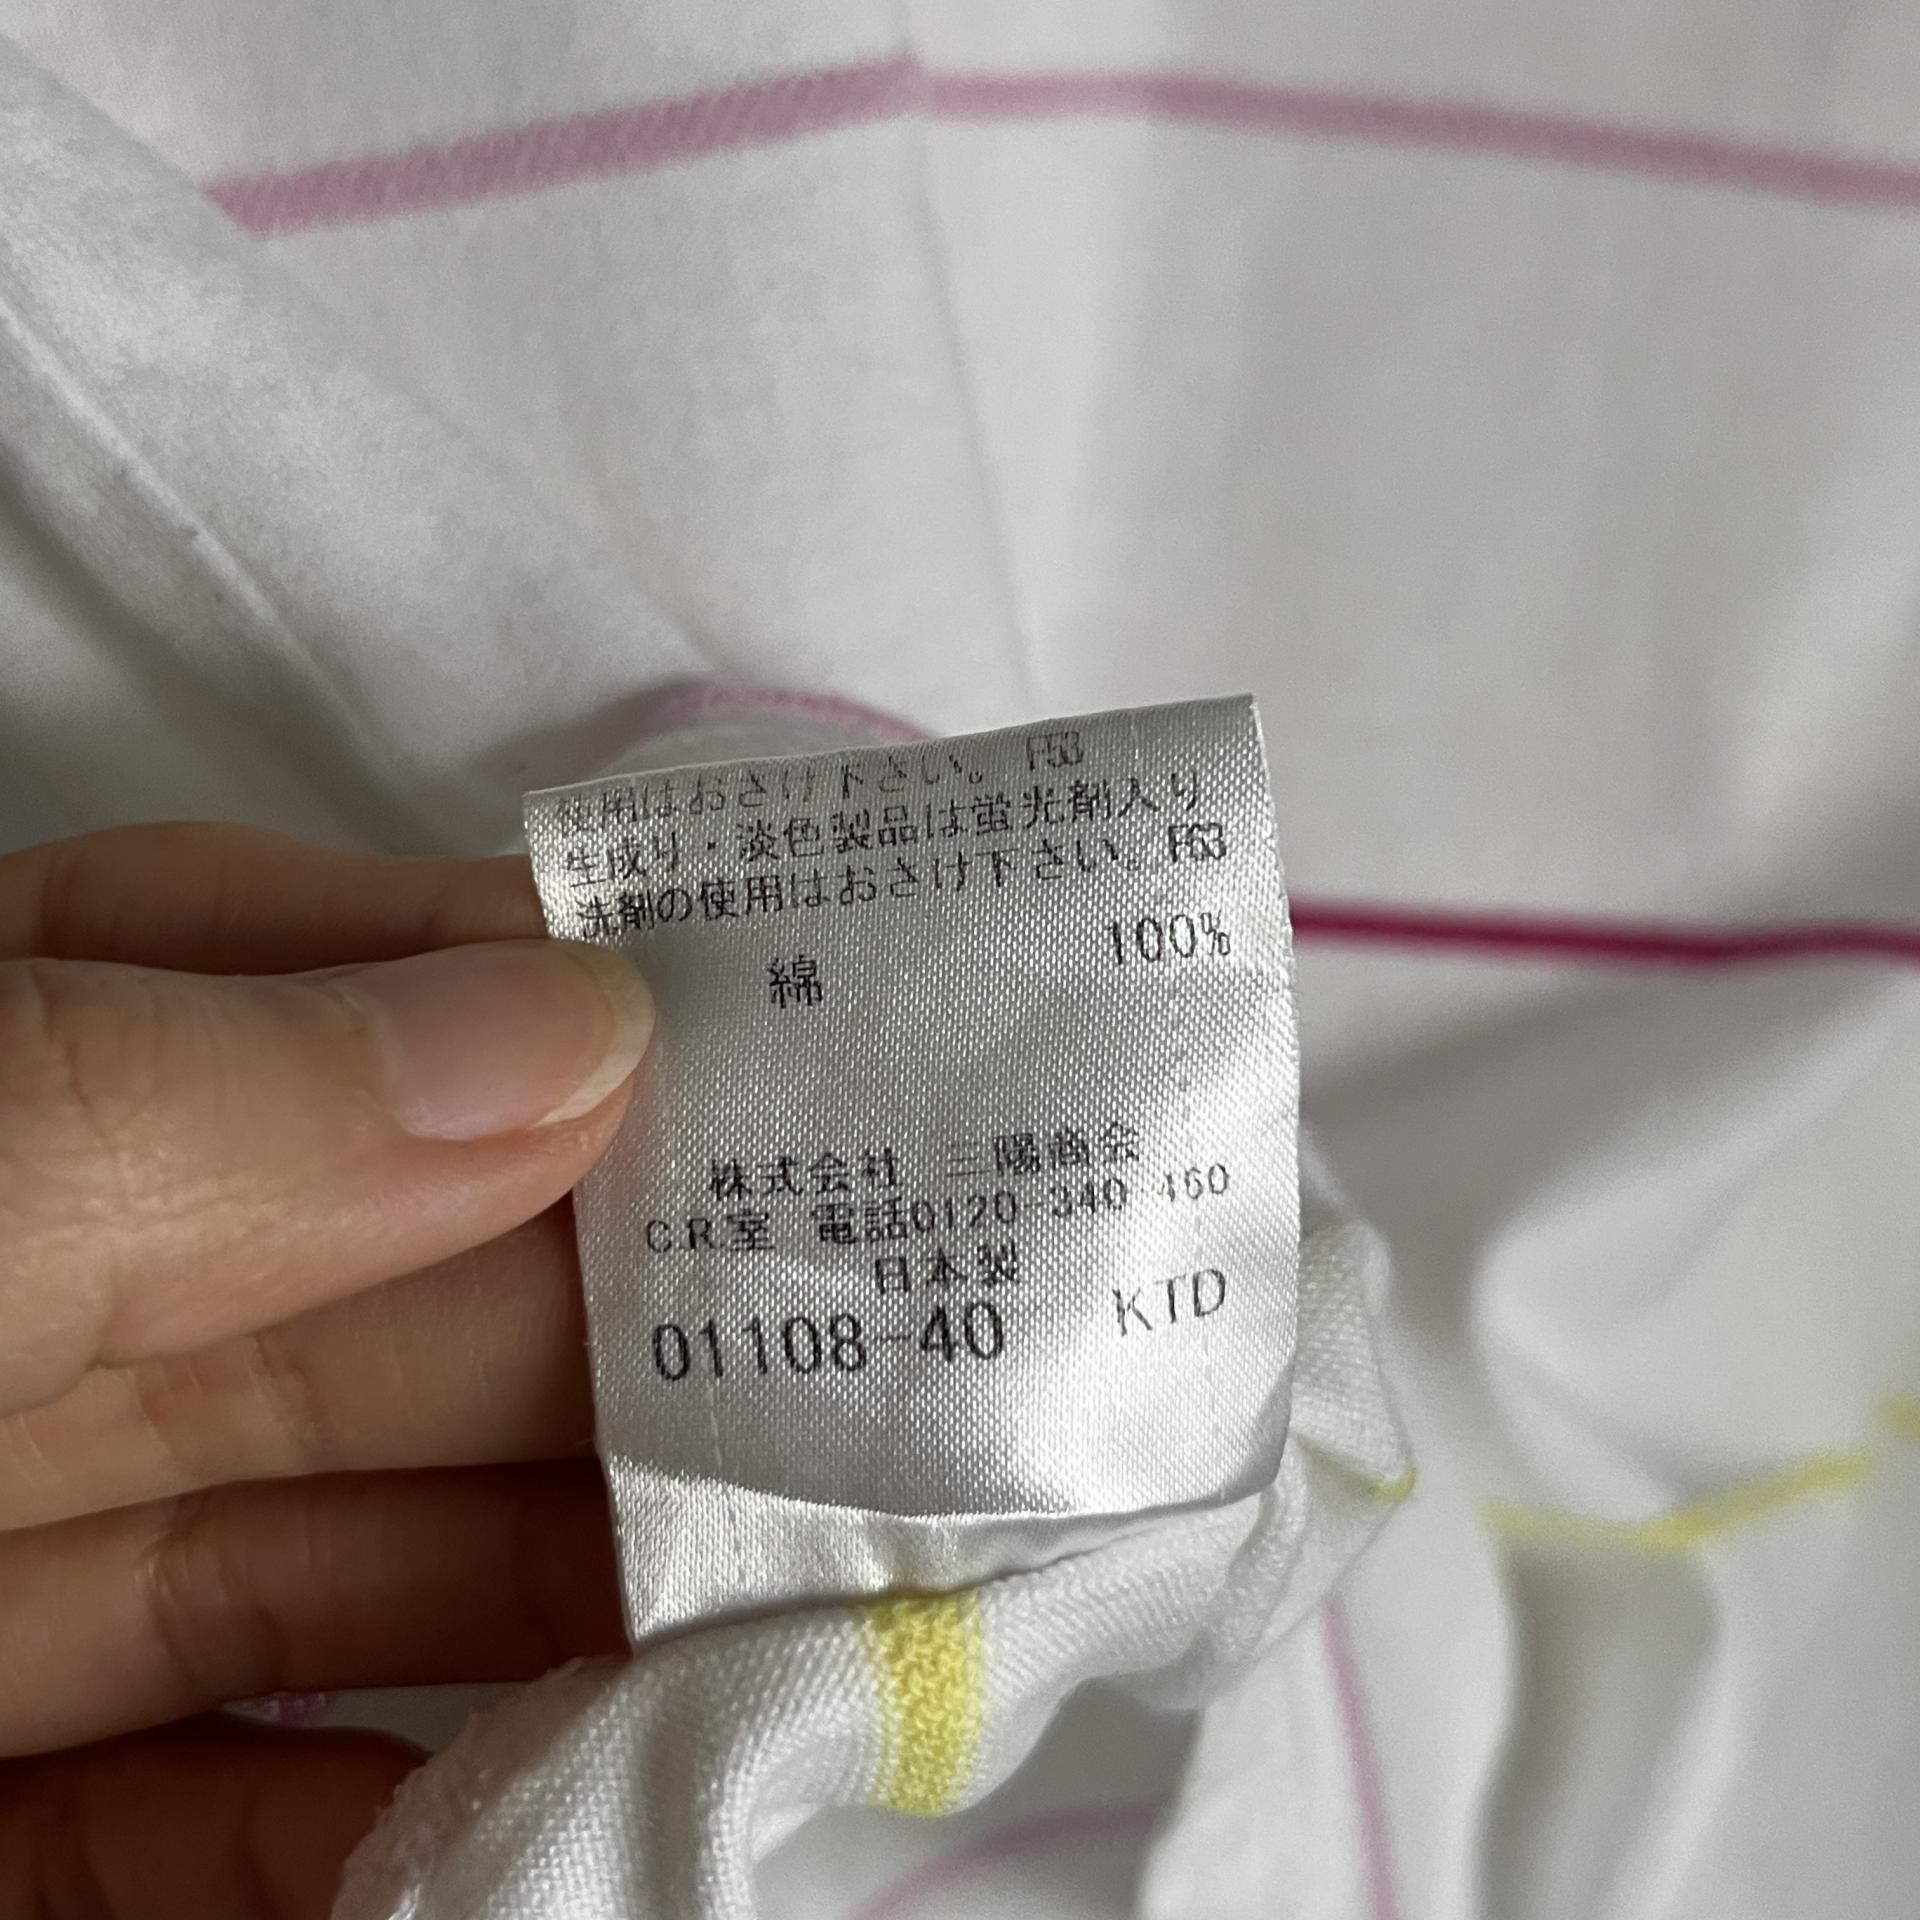 使用はおさけ下さい。 F53
生成り・淡色製品は蛍光剤入り
洗剤の使用はおさけ下さい。 F63
綿 100%
株式会社 三陽商会
C.R.室 電話0120-340-460
日本製
01108-40 KTD